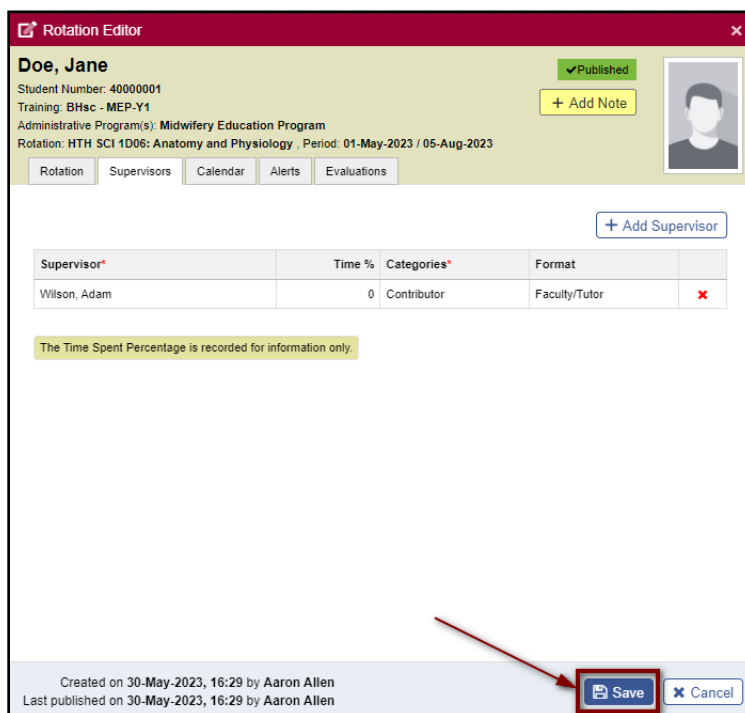 Rotation Editor
Doe, Jane
Published
Student Number: 40000001
+ Add Note
Training: BHsc - MEP-Y1
Administrative Program(s): Midwifery Education Program
Rotation: HTH SCI 1D06: Anatomy and Physiology , Period: 01-May-2023 / 05-Aug-2023
Rotation Supervisors Calendar Alerts Evaluations
+ Add Supervisor
Supervisor* Time % Categories* Format
Wilson, Adam 0 Contributor Faculty/Tutor
The Time Spent Percentage is recorded for information only.
Created on 30-May-2023, 16:29 by Aaron Allen
Last published on 30-May-2023, 16:29 by Aaron Allen
Save Cancel